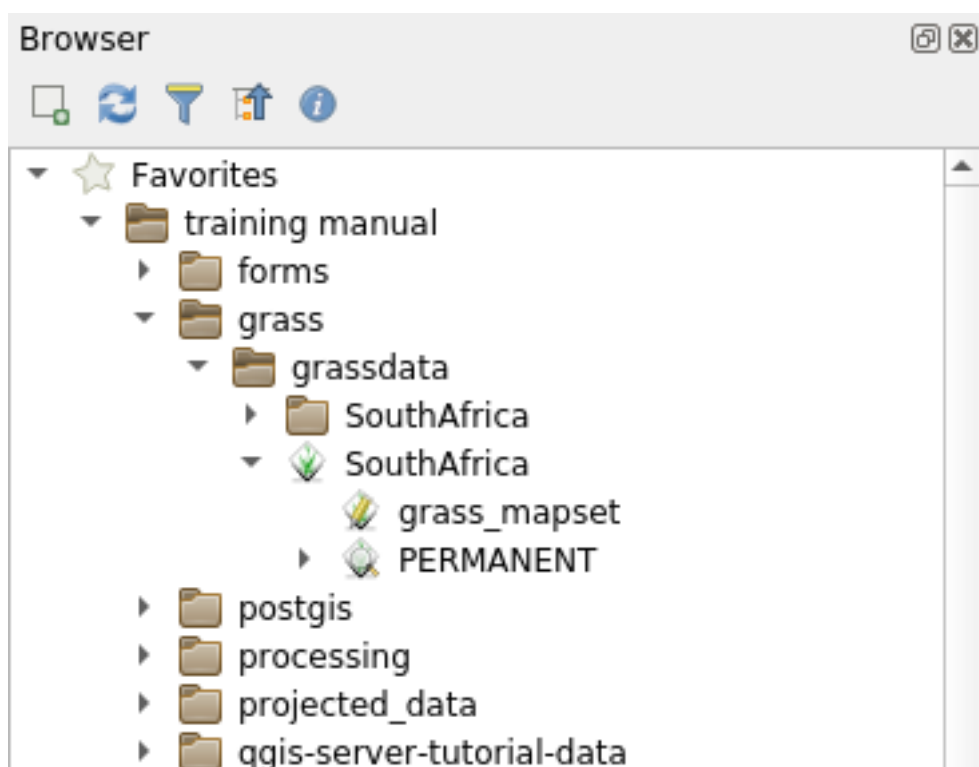 Browser
Favorites
training manual
forms
grass
grassdata
SouthAfrica
SouthAfrica
grass_mapset
PERMANENT
postgis
processing
projected_data
qgis-server-tutorial-data